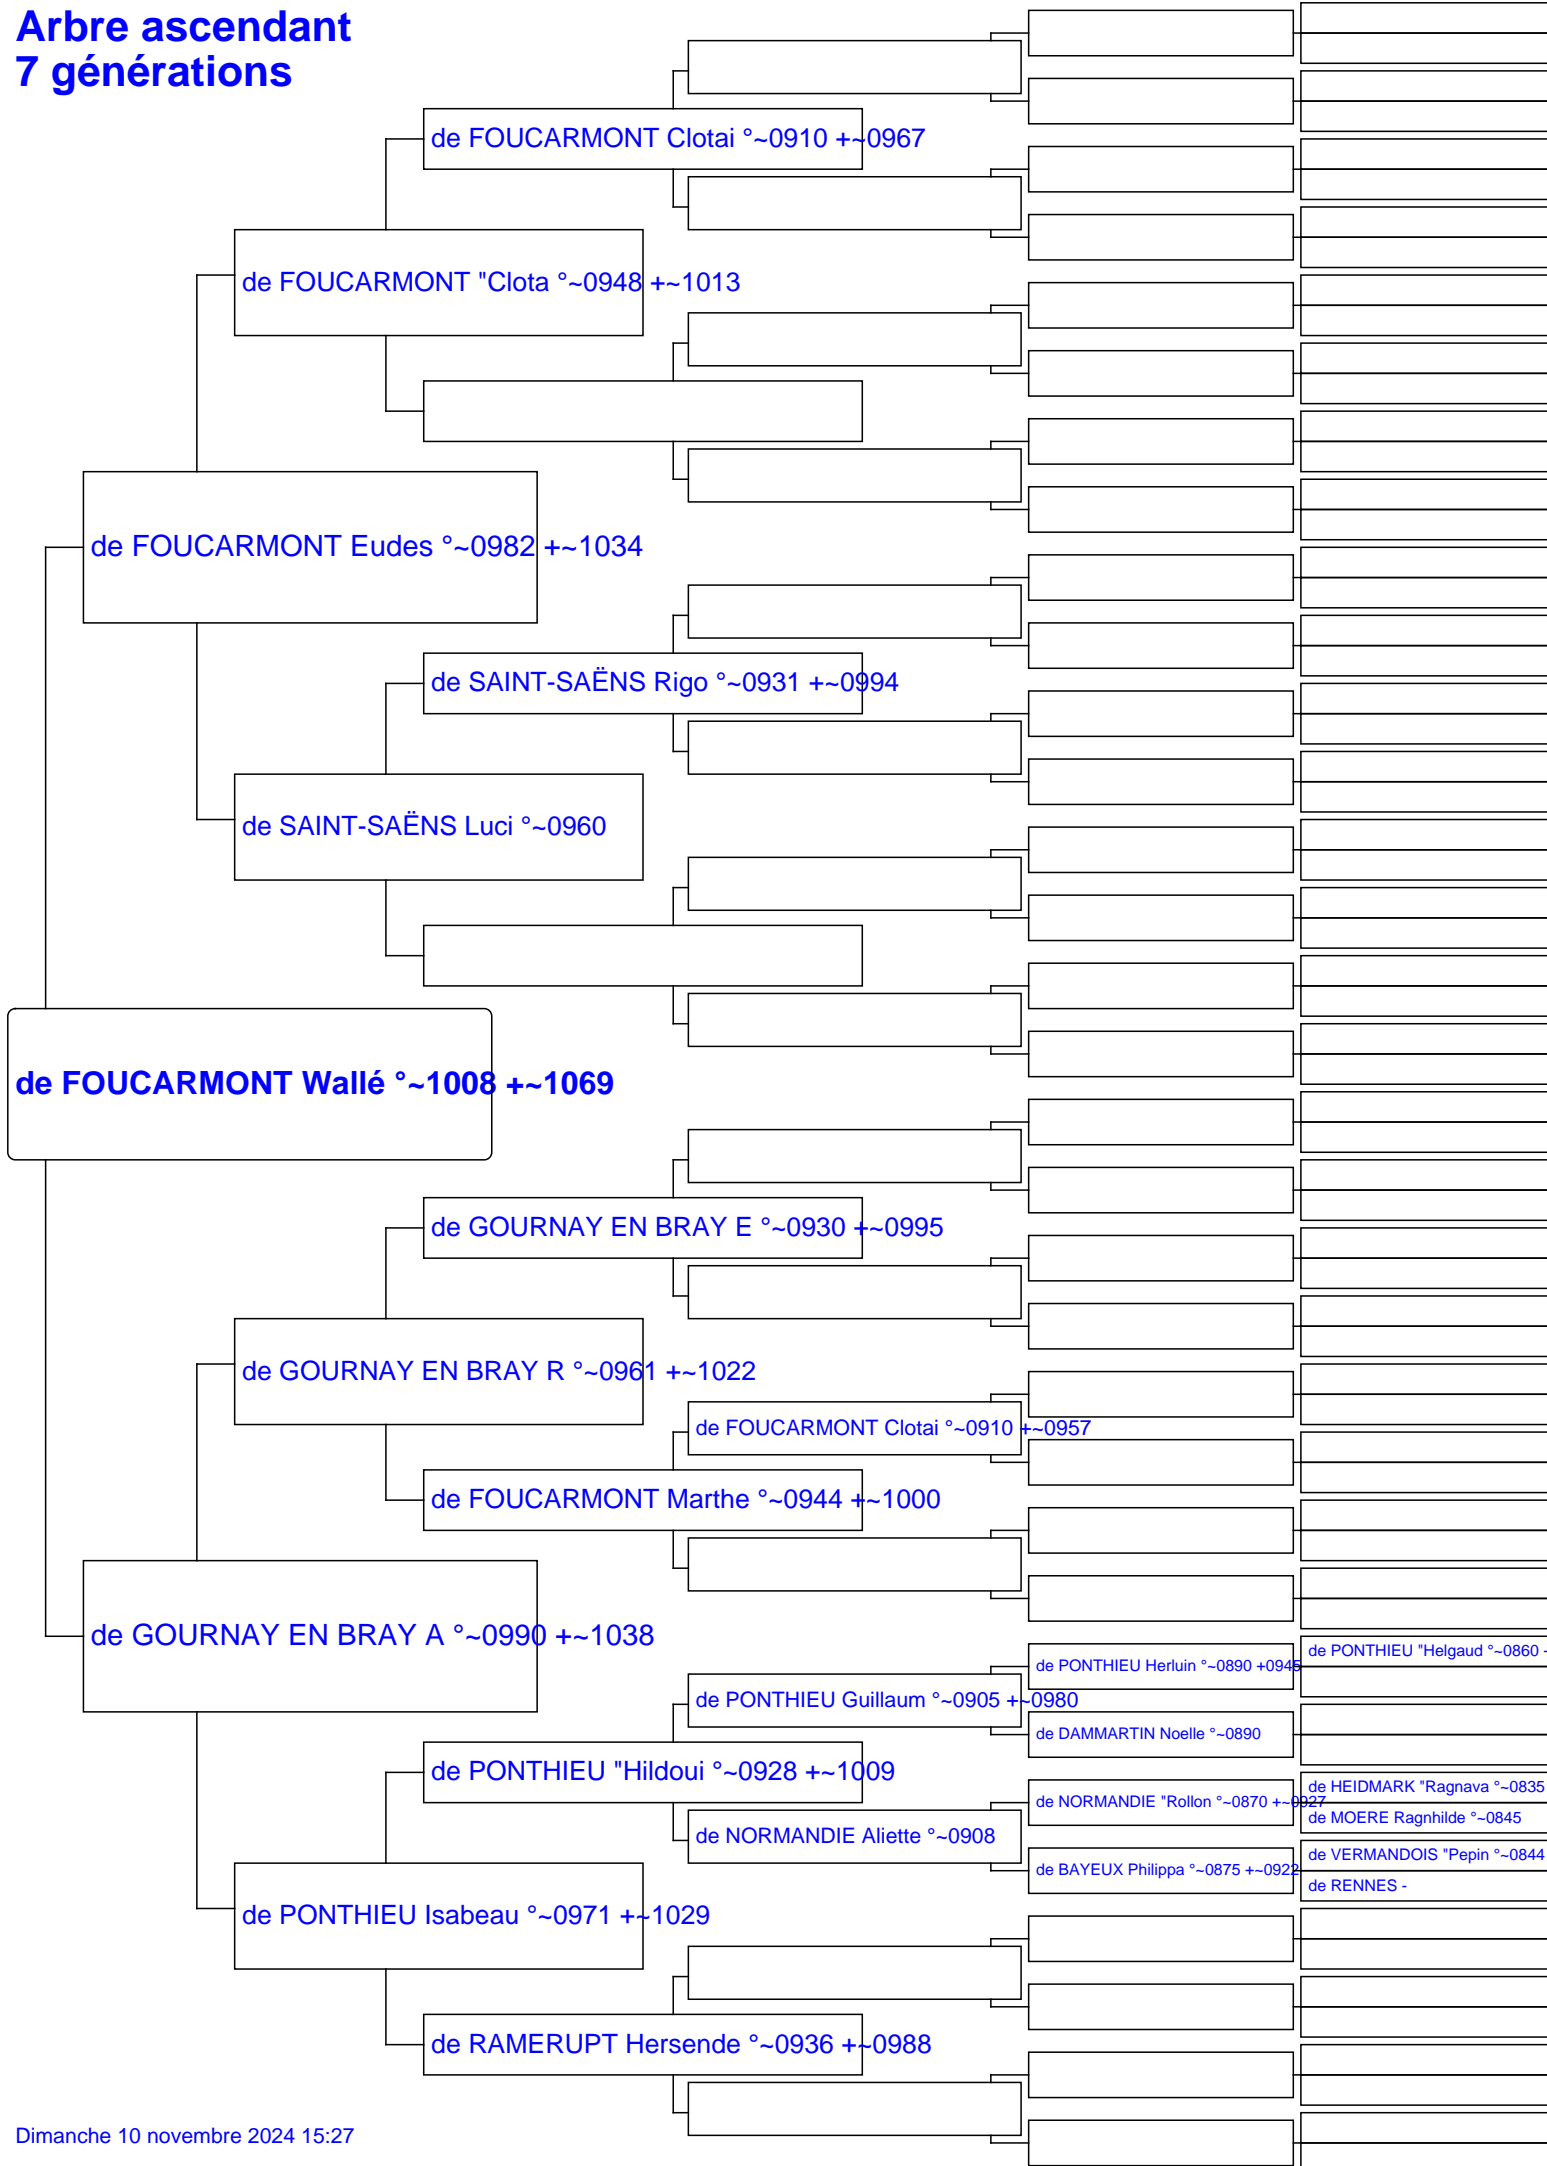 Arbre ascendant
7 générations
de FOUCARMONT Clotai °~0910 +~0967
de FOUCARMONT "Clota °~0948 +~1013
de FOUCARMONT Eudes °~0982 +~1034
de SAINT-SAËNS Rigo °~0931 +~0994
de SAINT-SAËNS Luci °~0960
de FOUCARMONT Wallé °~1008 +~1069
de GOURNAY EN BRAY E °~0930 +~0995
de GOURNAY EN BRAY R °~0961 +~1022
de FOUCARMONT Clotai °~0910 +~0957
de FOUCARMONT Marthe °~0944 +~1000
de GOURNAY EN BRAY A °~0990 +~1038
de PONTHIEU "Helgaud °~0860 -
de PONTHIEU Herluin °~0890 +0945
de PONTHIEU Guillaum °~0905 +~0980
de DAMMARTIN Noelle °~0890
de PONTHIEU "Hildoui °~0928 +~1009
de HEIDMARK "Ragnava °~0835
de NORMANDIE "Rollon °~0870 +~0927
de MOERE Ragnhilde °~0845
de NORMANDIE Aliette °~0908
de VERMANDOIS "Pepin °~0844
de BAYEUX Philippa °~0875 +~0922
de RENNES -
de PONTHIEU Isabeau °~0971 +~1029
de RAMERUPT Hersende °~0936 +~0988
Dimanche 10 novembre 2024 15:27